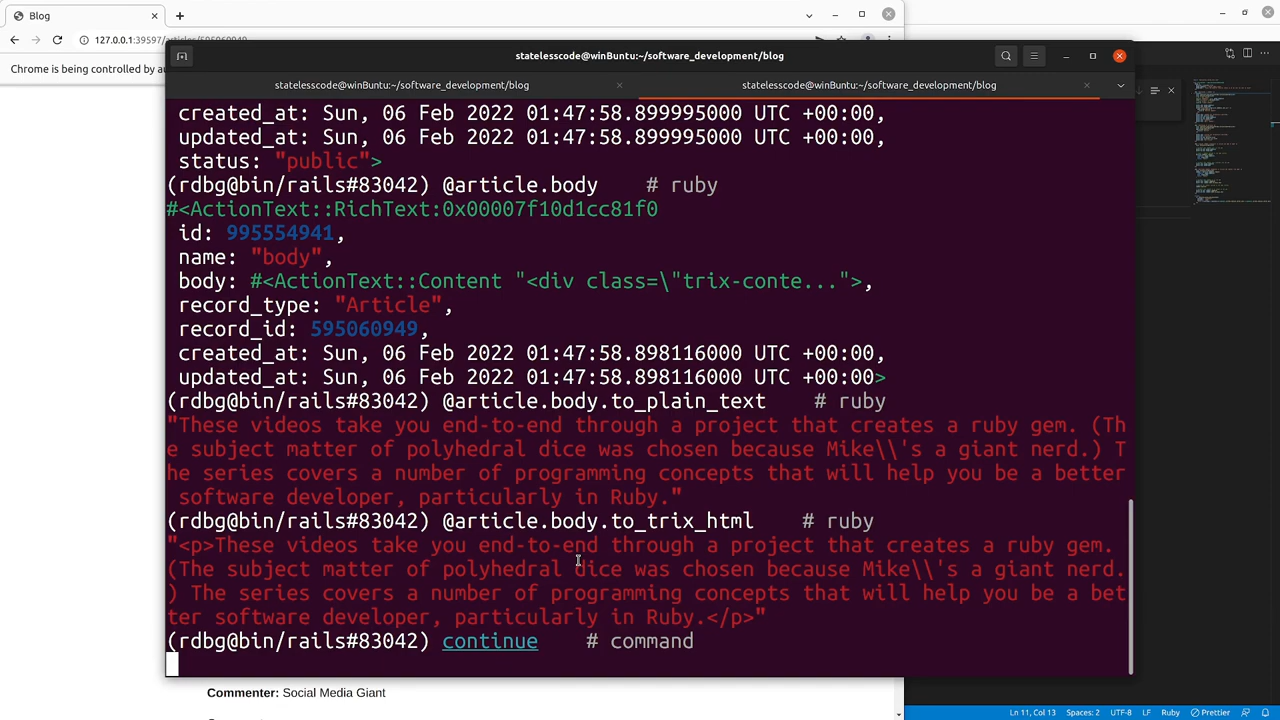 Blog
127.0.0.1:39597/articles/595060949
Chrome is being controlled by au
statelesscode@winBuntu:~/software_development/blog
statelesscode@winBuntu:~/software_development/blog
statelesscode@winBuntu:~/software_development/blog
created_at: Sun, 06 Feb 2022 01:47:58.899995000 UTC +00:00,
updated_at: Sun, 06 Feb 2022 01:47:58.899995000 UTC +00:00,
status: "public">
(rdbg@bin/rails#83042) @article.body    # ruby
#<ActionText::RichText:0x00007f10d1cc81f0
id: 995554941,
name: "body",
body: #<ActionText::Content "<div class=\"trix-conte...">,
record_type: "Article",
record_id: 595060949,
created_at: Sun, 06 Feb 2022 01:47:58.898116000 UTC +00:00,
updated_at: Sun, 06 Feb 2022 01:47:58.898116000 UTC +00:00>
(rdbg@bin/rails#83042) @article.body.to_plain_text    # ruby
"These videos take you end-to-end through a project that creates a ruby gem. (Th
e subject matter of polyhedral dice was chosen because Mike\\'s a giant nerd.) T
he series covers a number of programming concepts that will help you be a better
software developer, particularly in Ruby."
(rdbg@bin/rails#83042) @article.body.to_trix_html    # ruby
"<p>These videos take you end-to-end through a project that creates a ruby gem.
(The subject matter of polyhedral dice was chosen because Mike\\'s a giant nerd.
) The series covers a number of programming concepts that will help you be a bet
ter software developer, particularly in Ruby.</p>"
(rdbg@bin/rails#83042) continue    # command
Commenter: Social Media Giant
Ln 11, Col 13 Spaces: 2 UTF-8 LF Ruby Prettier